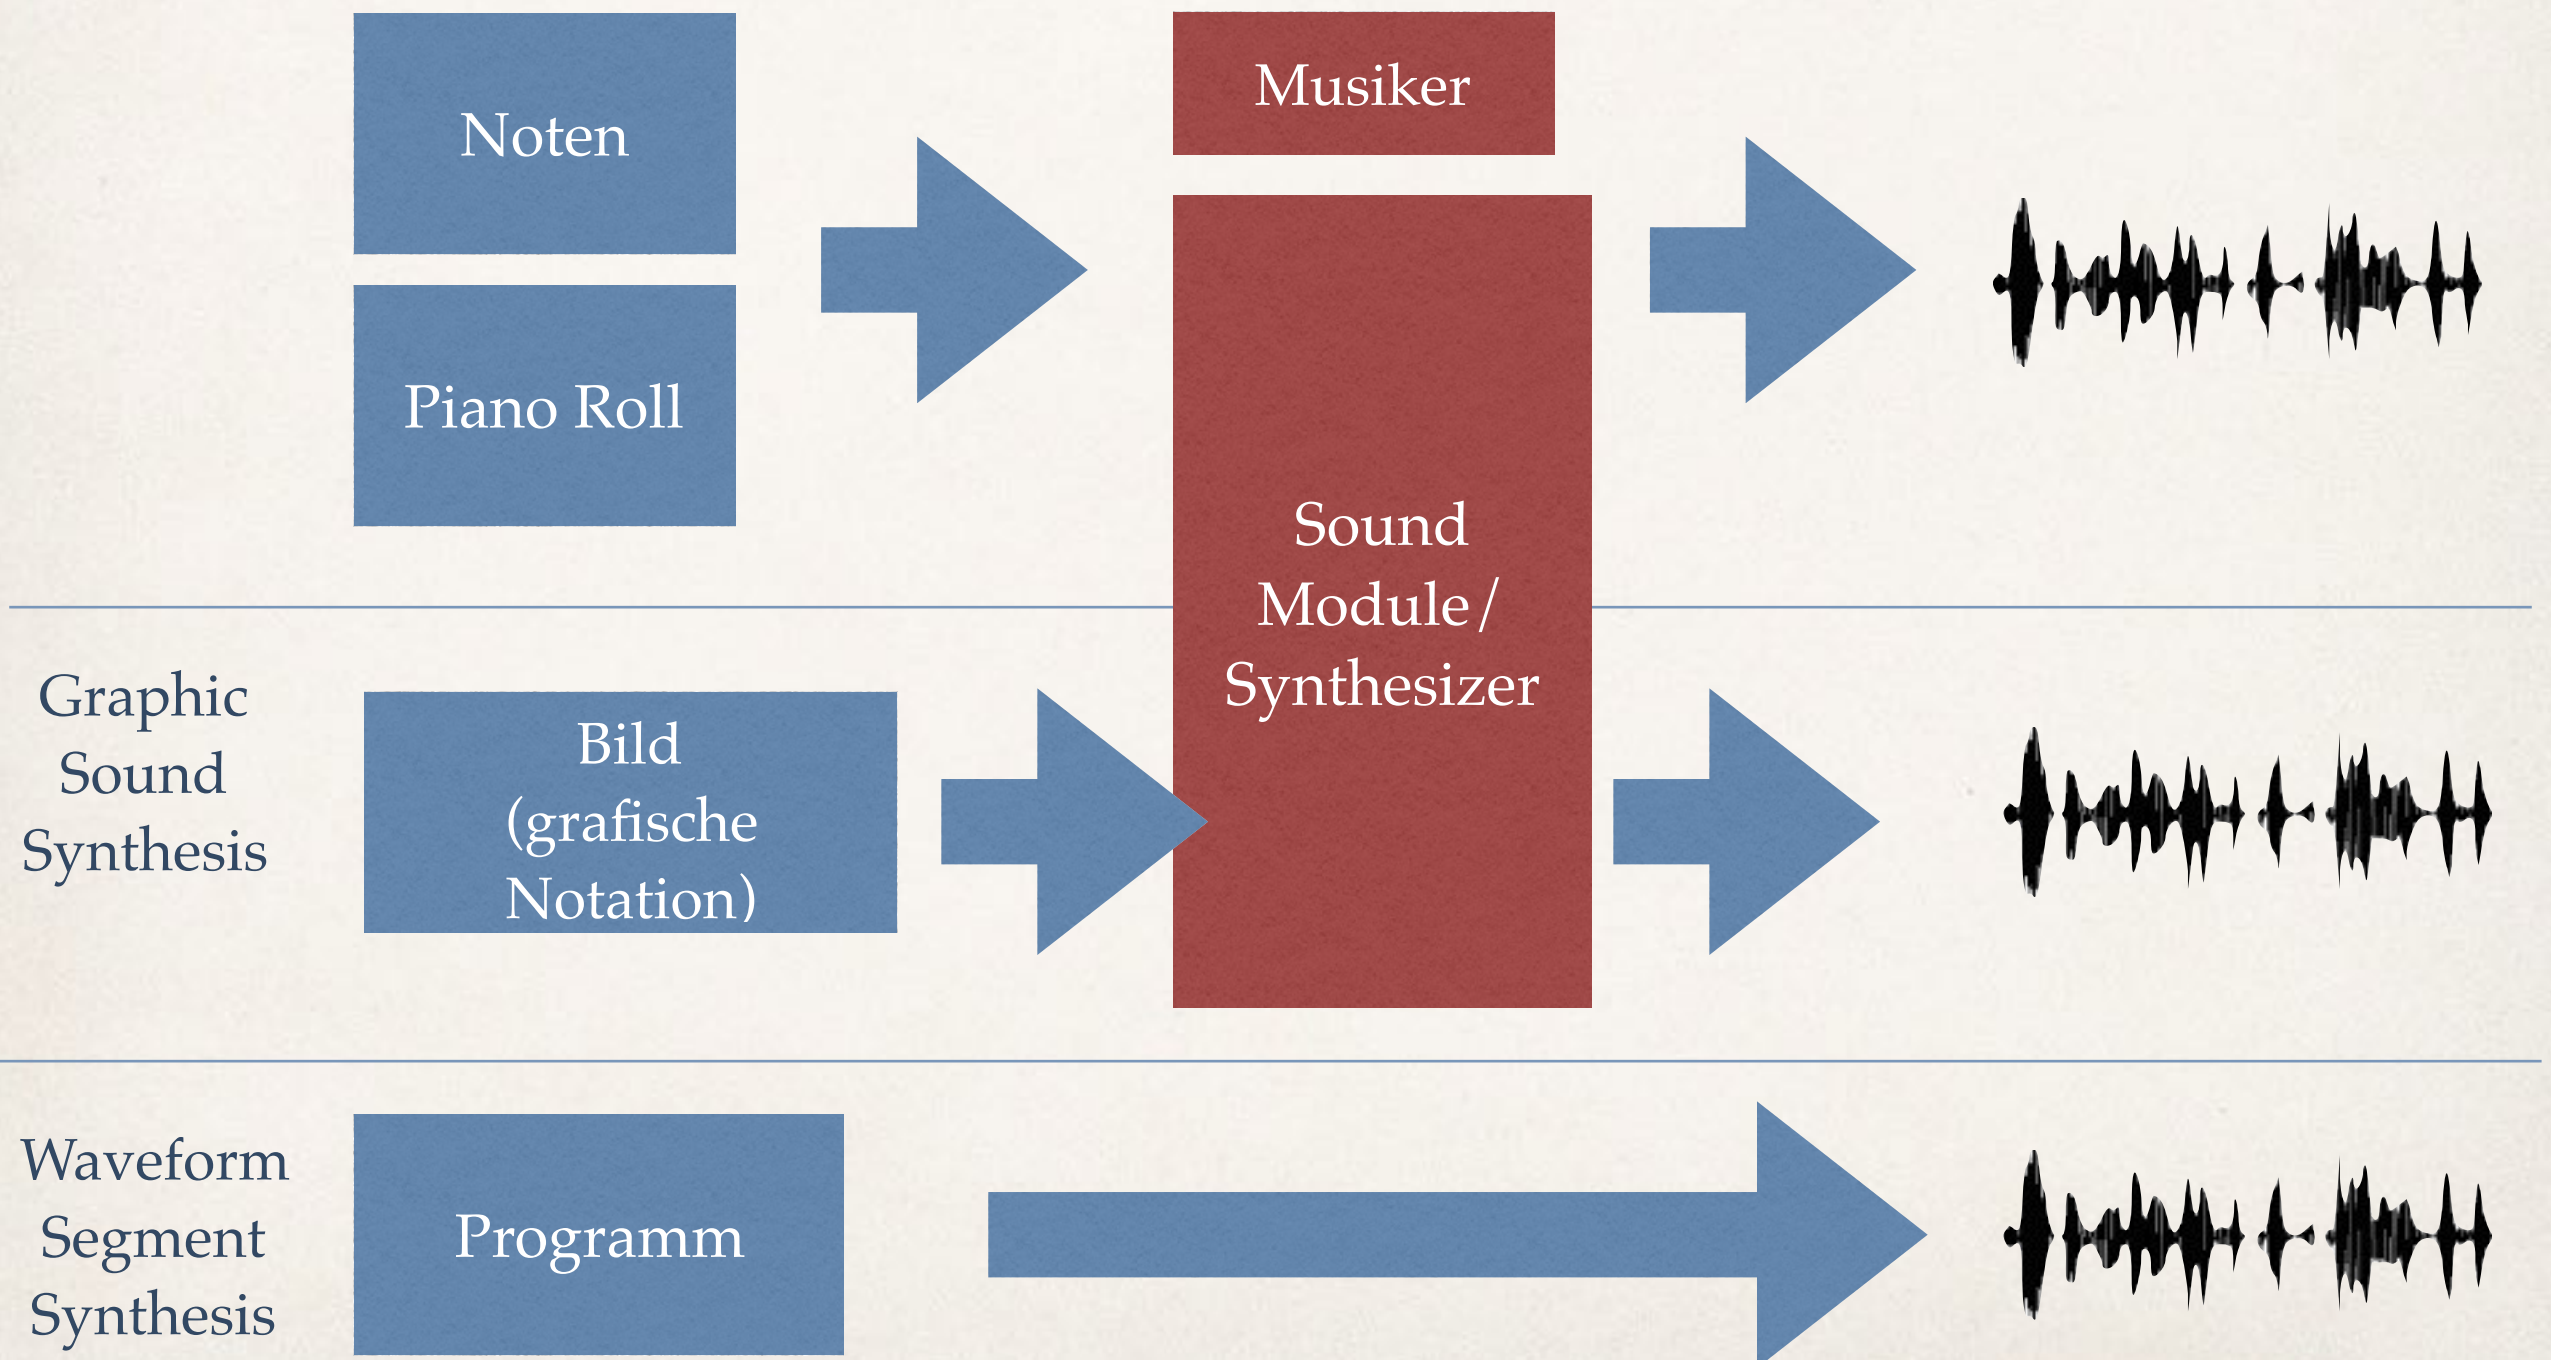 Noten
Piano Roll
Musiker
Sound
Module/
Synthesizer
Graphic
Sound
Synthesis
Bild
(grafische
Notation)
Waveform
Segment
Synthesis
Programm